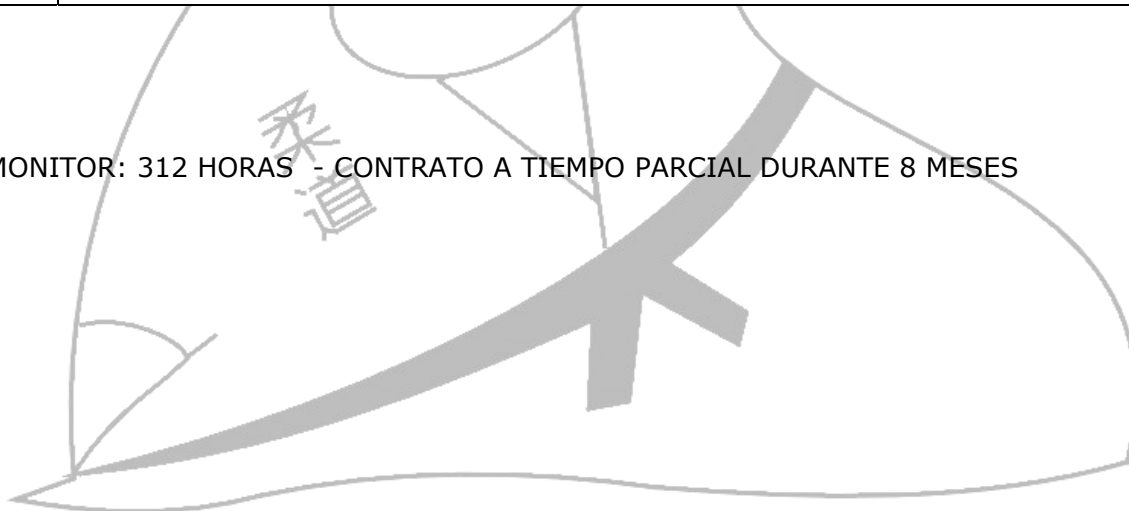 MONITOR: 312 HORAS - CONTRATO A TIEMPO PARCIAL DURANTE 8 MESES
柔道